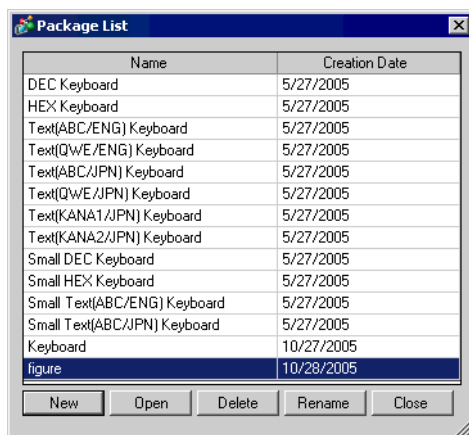 Package List
Name Creation Date
DEC Keyboard 5/27/2005
HEX Keyboard 5/27/2005
Text(ABC/ENG) Keyboard 5/27/2005
Text(QWE/ENG) Keyboard 5/27/2005
Text(ABC/JPN) Keyboard 5/27/2005
Text(QWE/JPN) Keyboard 5/27/2005
Text(KANA1/JPN) Keyboard 5/27/2005
Text(KANA2/JPN) Keyboard 5/27/2005
Small DEC Keyboard 5/27/2005
Small HEX Keyboard 5/27/2005
Small Text(ABC/ENG) Keyboard 5/27/2005
Small Text(ABC/JPN) Keyboard 5/27/2005
Keyboard 10/27/2005
figure 10/28/2005
New Open Delete Rename Close